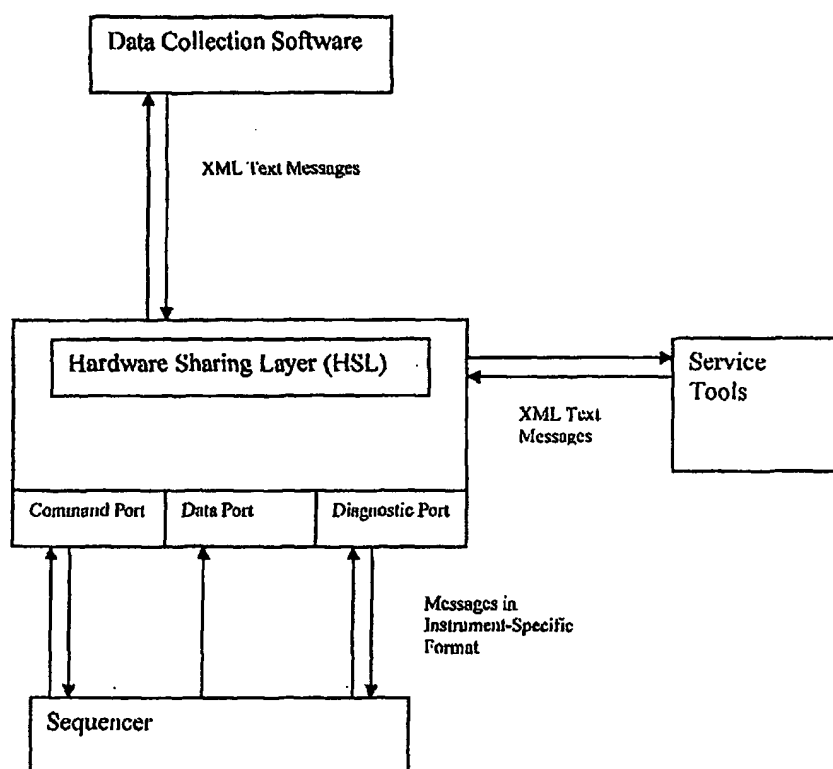 Data Collection Software
XML Text Messages
Hardware Sharing Layer (HSL)
Service
Tools
XML Text
Messages
Command Port
Data Port
Diagnostic Port
Messages in
Instrument-Specific
Format
Sequencer